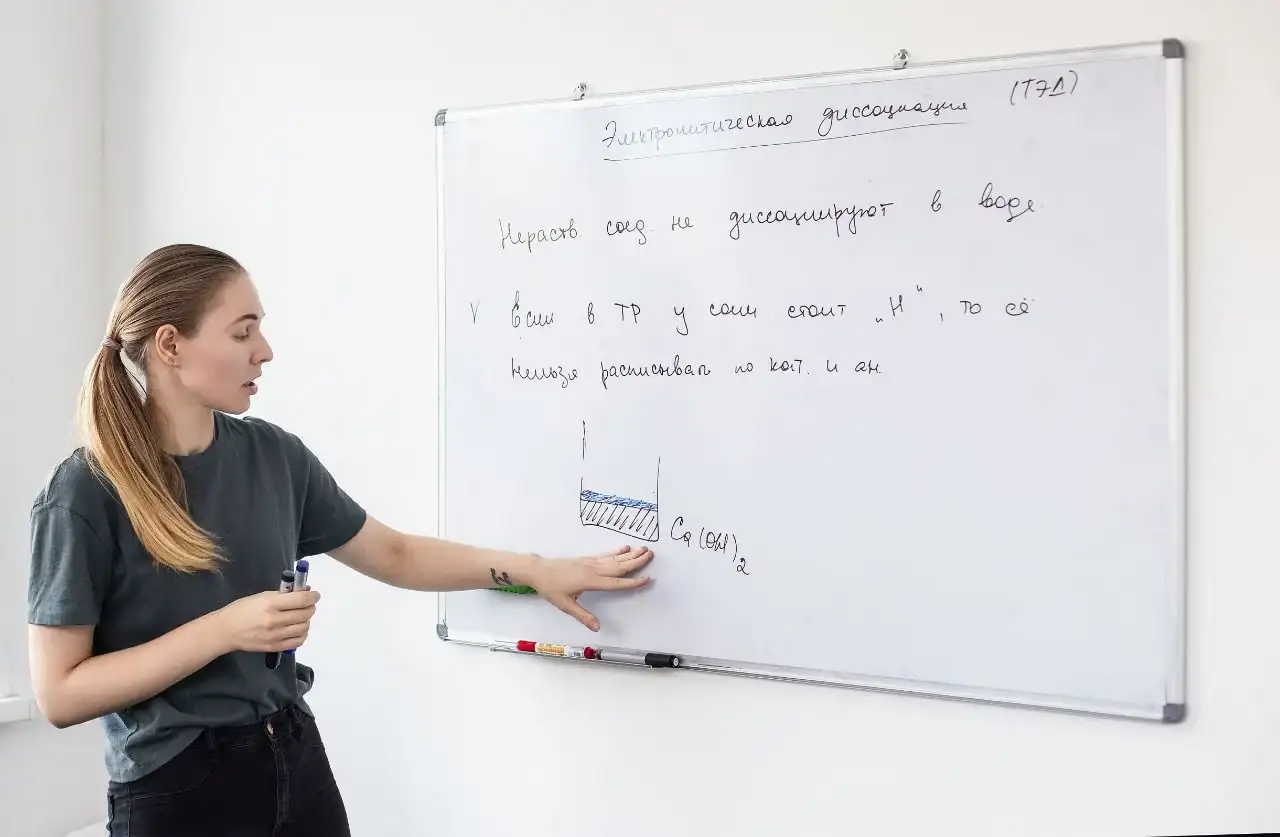 Электролитическая диссоциация (ТЭД)
Нераств. соед. не диссоциируют в воде.
V Если в ТР у соли стоит „Н", то её
нельзя расписывать по кат. и ан.
Ca(OH)2